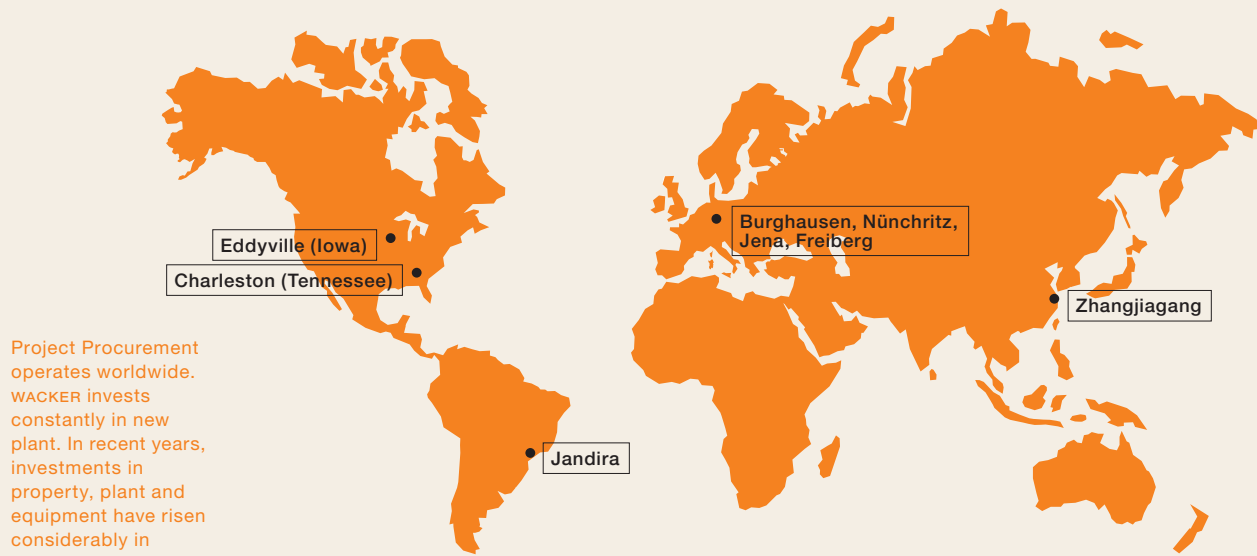 Eddyville (Iowa)
Charleston (Tennessee)
Burghausen, Nünchritz,
Jena, Freiberg
Zhangjiagang
Jandira
Project Procurement
operates worldwide.
WACKER invests
constantly in new
plant. In recent years,
investments in
property, plant and
equipment have risen
considerably in